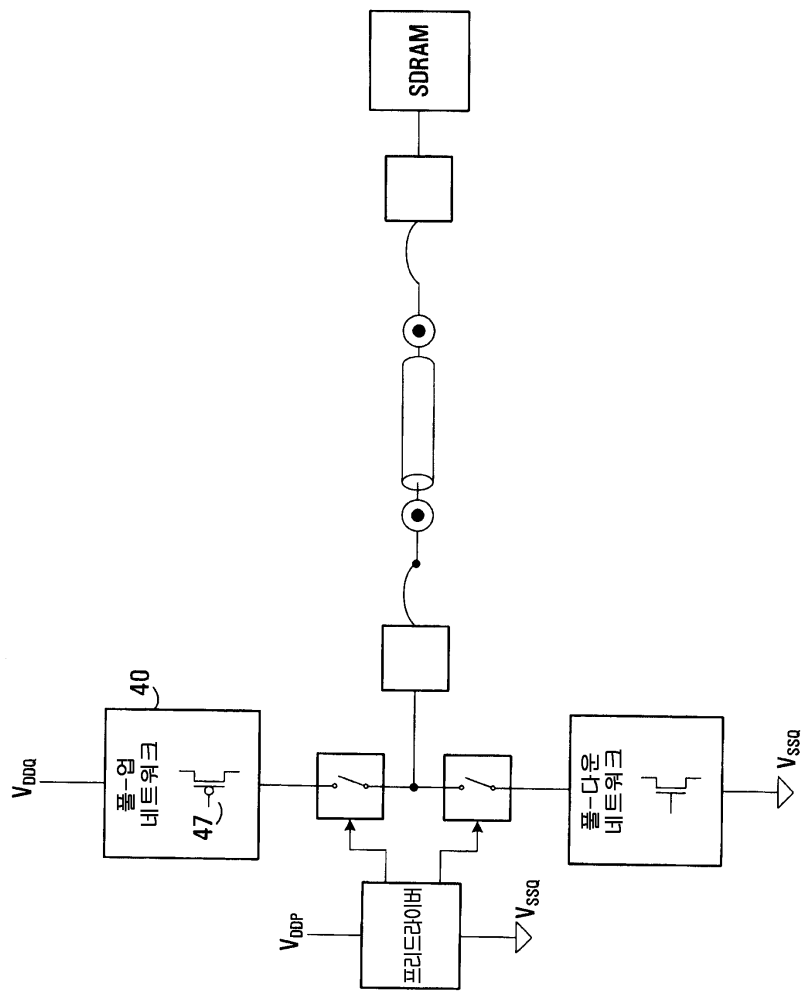 SDRAM
V_DDQ
40
풀-업
네트워크
47
V_DDP
프리드라이버
V_SSQ
풀-다운
네트워크
V_SSQ